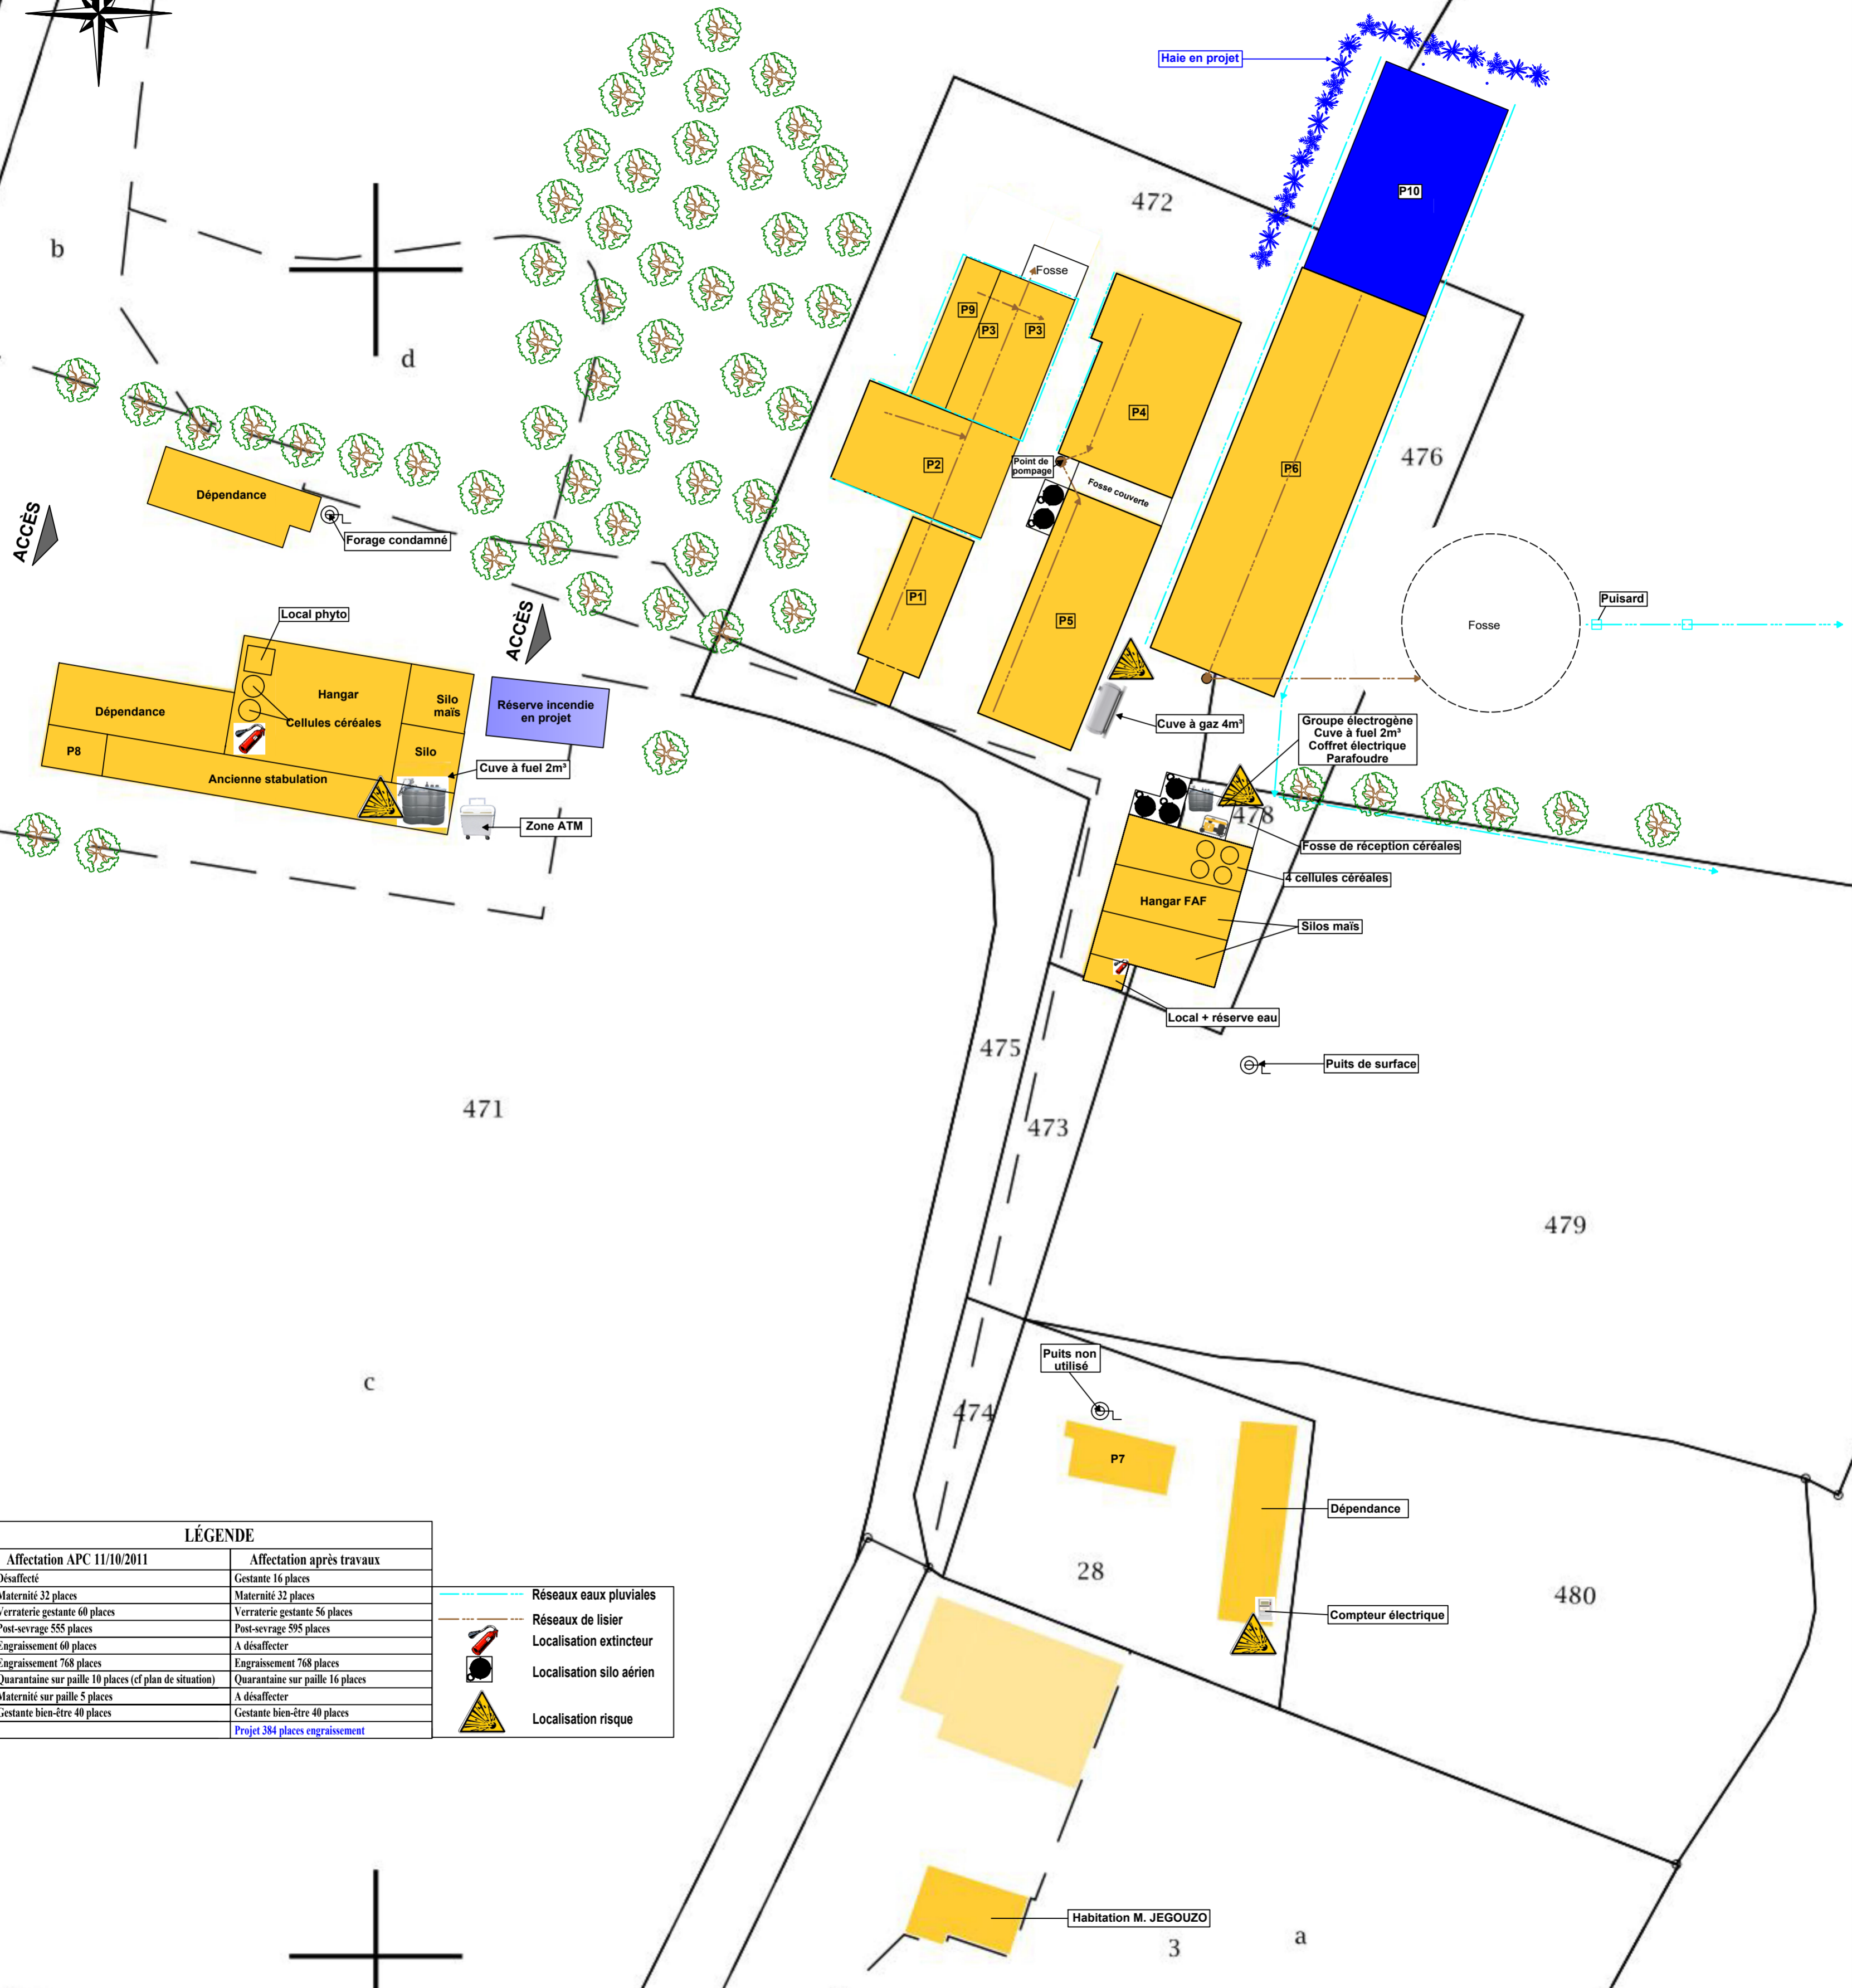 Haie en projet
P10
472
b
Fosse
P9
P3
P3
d
P4
476
P2
Point de
pompage
P6
Fosse couverte
Dépendance
ACCÈS
Forage condamné
P1
Puisard
Local phyto
ACCÈS
P5
Fosse
Hangar
Silo
maïs
Réserve incendie
en projet
Dépendance
Cellules céréales
Cuve à gaz 4m³
Groupe électrogène
Cuve à fuel 2m³
Coffret électrique
Parafoudre
P8
Silo
Cuve à fuel 2m³
Ancienne stabulation
Zone ATM
478
Fosse de réception céréales
4 cellules céréales
Hangar FAF
Silos maïs
Local + réserve eau
475
Puits de surface
471
473
479
Puits non
utilisé
c
474
P7
Dépendance
28
480
Compteur électrique
LÉGENDE
Affectation APC 11/10/2011 Affectation après travaux
Désaffecté Gestante 16 places
Maternité 32 places Maternité 32 places
Verraterie gestante 60 places Verraterie gestante 56 places
Post-sevrage 555 places Post-sevrage 595 places
Engraissement 60 places A désaffecter
Engraissement 768 places Engraissement 768 places
Quarantaine sur paille 10 places (cf plan de situation) Quarantaine sur paille 16 places
Maternité sur paille 5 places A désaffecter
Gestante bien-être 40 places Gestante bien-être 40 places
Projet 384 places engraissement
Réseaux eaux pluviales
Réseaux de lisier
Localisation extincteur
Localisation silo aérien
Localisation risque
Habitation M. JEGOUZO
3
a